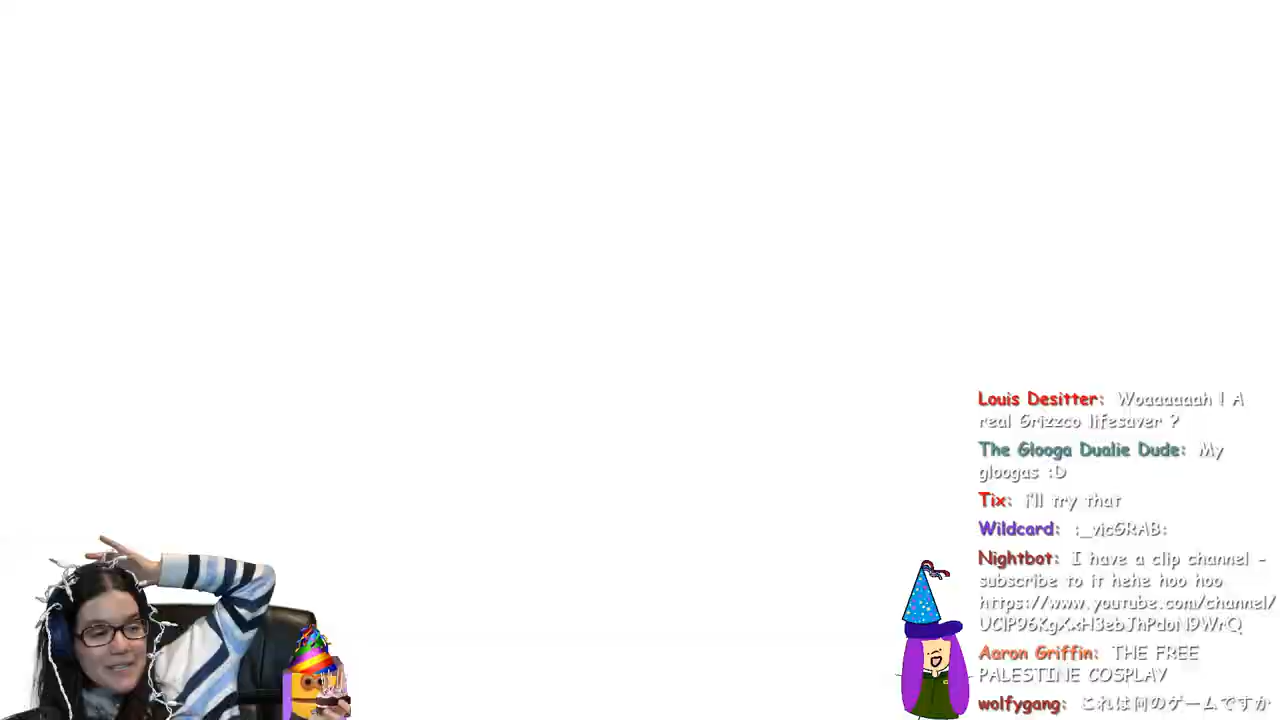 Louis Desitter: Woaaaaaah ! A
real Grizzco lifesaver ?
The Glooga Dualie Dude: My
gloogas :D
Tix: i'll try that
Wildcard: :_vicGRAB:
Nightbot: I have a clip channel -
subscribe to it hehe hoo hoo
https://www.youtube.com/channel/
Aaron Griffin: THE FREE
PALESTINE COSPLAY
wolfygang: これは何のゲームですか